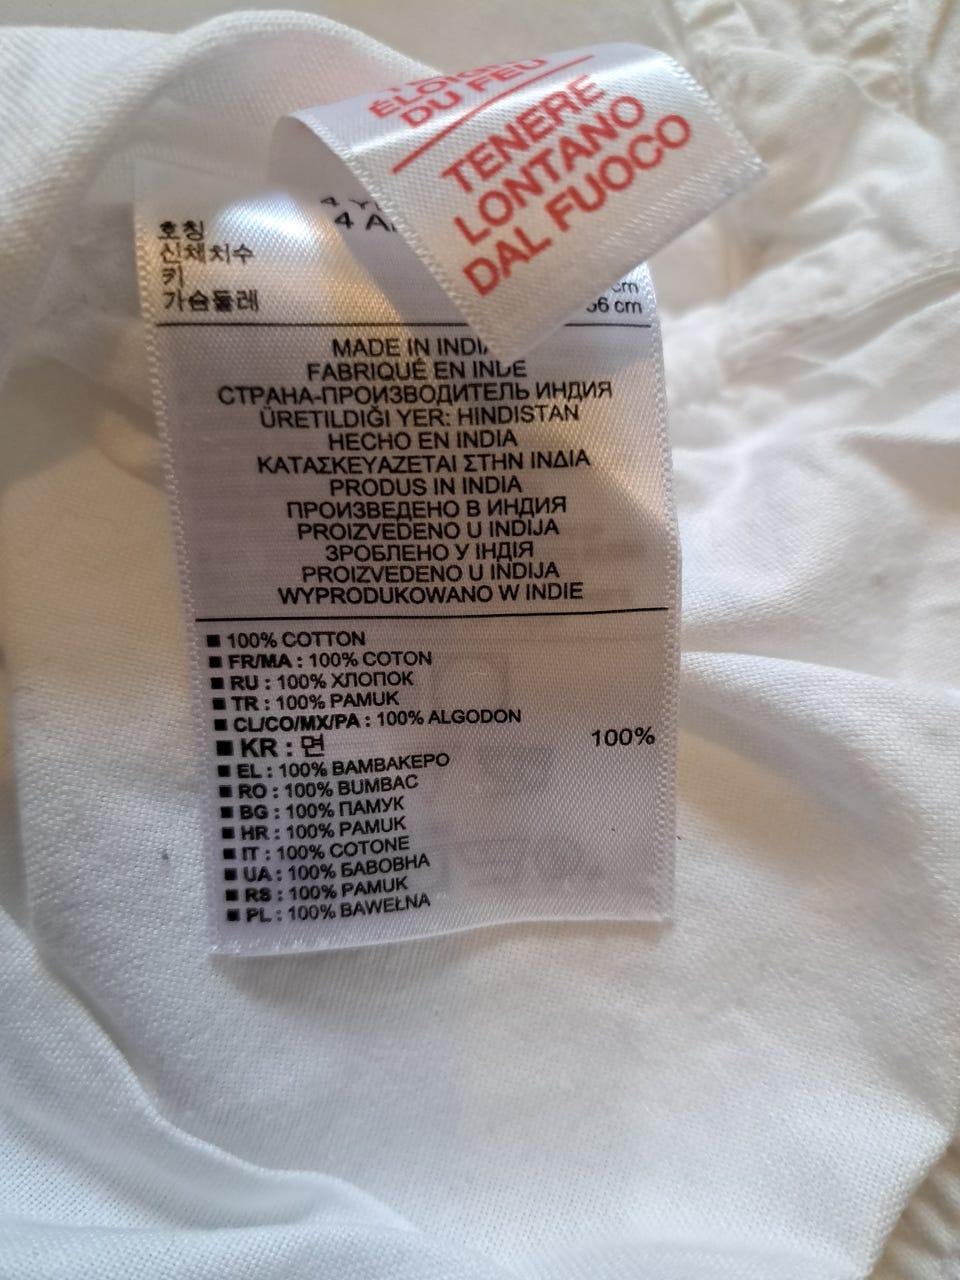 DU FEU
TENERE
LONTANO
DAL FUOCO
호칭
신체치수
키
가슴둘레
cm
56 cm
MADE IN INDIA
FABRIQUÉ EN INDE
СТРАНА-ПРОИЗВОДИТЕЛЬ ИНДИЯ
ÜRETILDIĞI YER: HINDISTAN
HECHO EN INDIA
ΚΑΤΑΣΚΕΥΑΖΕΤΑΙ ΣΤΗΝ ΙΝΔΙΑ
PRODUS IN INDIA
ПРОИЗВЕДЕНО В ИНДИЯ
PROIZVEDENO U INDIJA
ЗРОБЛЕНО У ІНДІЯ
PROIZVEDENO U INDIJA
WYPRODUKOWANO W INDIE
■ 100% COTTON
■ FR/MA : 100% COTON
■ RU : 100% ХЛОПОК
■ TR : 100% PAMUK
■ CL/CO/MX/PA : 100% ALGODON
■ KR : 면 100%
■ EL : 100% ΒΑΜΒΑΚΕΡΟ
■ RO : 100% BUMBAC
■ BG : 100% ПАМУК
■ HR : 100% PAMUK
■ IT : 100% COTONE
■ UA : 100% БАВОВНА
■ RS : 100% PAMUK
■ PL : 100% BAWEŁNA